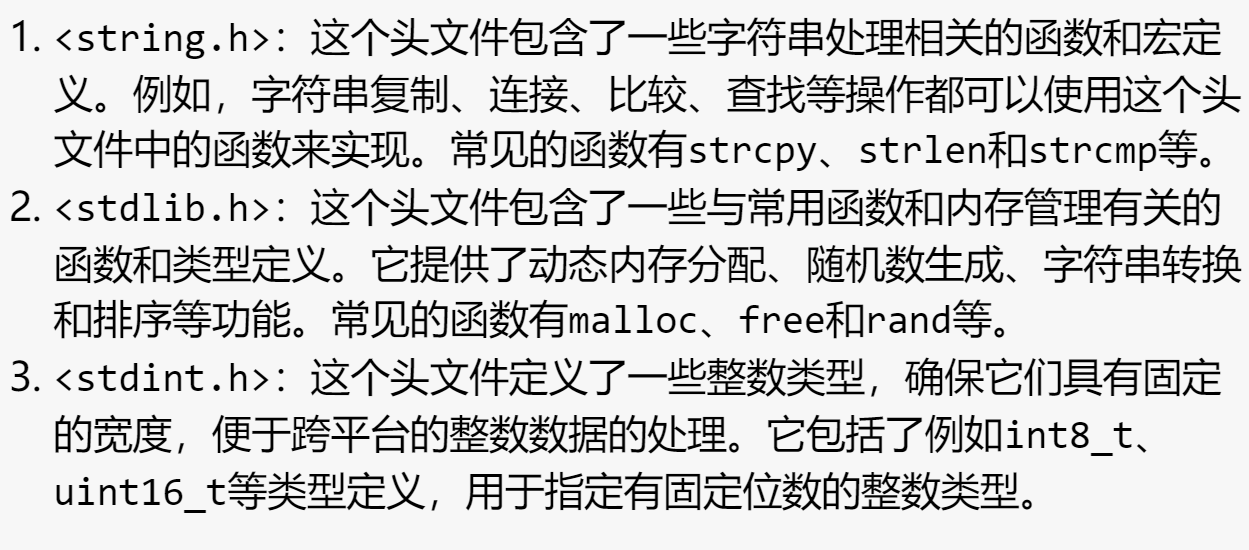 1. <string.h>：这个头文件包含了一些字符串处理相关的函数和宏定
义。例如，字符串复制、连接、比较、查找等操作都可以使用这个头
文件中的函数来实现。常见的函数有strcpy、strlen和strcmp等。
2. <stdlib.h>：这个头文件包含了一些与常用函数和内存管理有关的
函数和类型定义。它提供了动态内存分配、随机数生成、字符串转换
和排序等功能。常见的函数有malloc、free和rand等。
3. <stdint.h>：这个头文件定义了一些整数类型，确保它们具有固定
的宽度，便于跨平台的整数数据的处理。它包括了例如int8_t、
uint16_t等类型定义，用于指定有固定位数的整数类型。